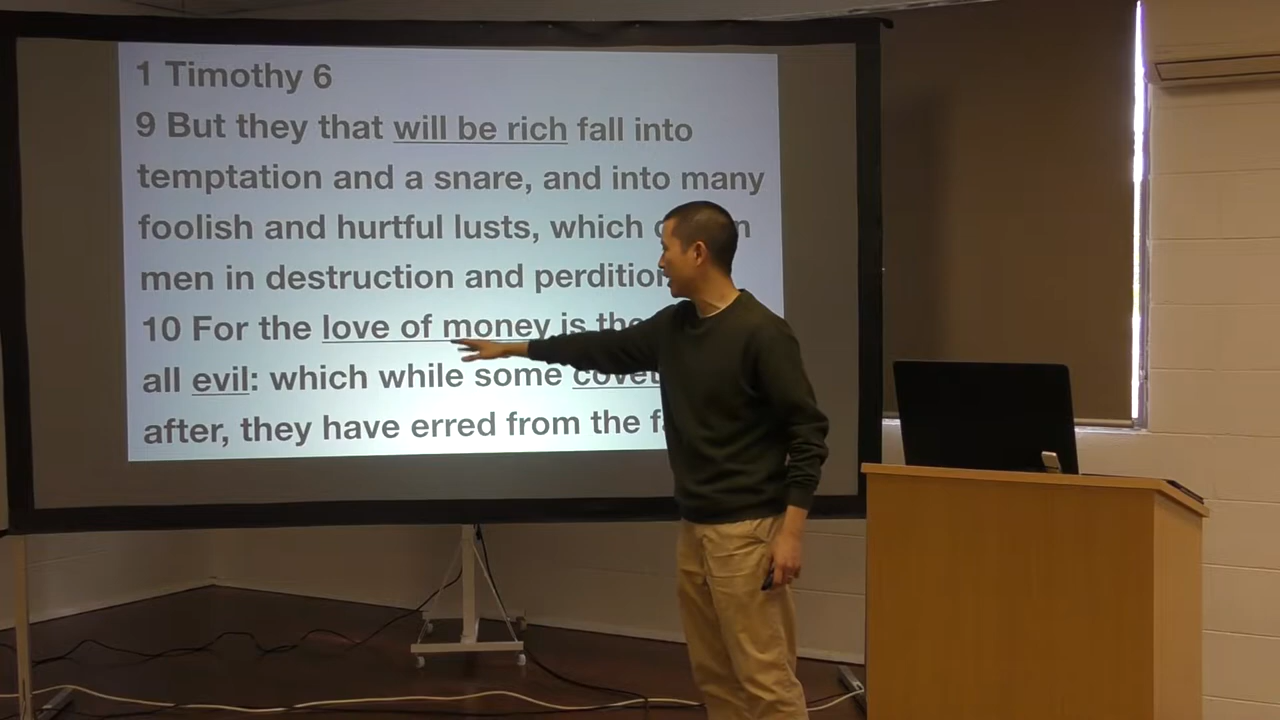 1 Timothy 6
9 But they that will be rich fall into
temptation and a snare, and into many
foolish and hurtful lusts, which
men in destruction and perdition
10 For the love of money is the
all evil: which while some covet
after, they have erred from the